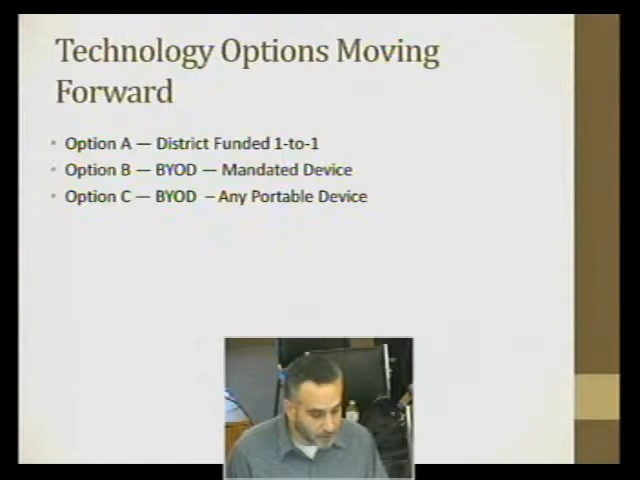 Technology Options Moving
Forward
• Option A — District Funded 1-to-1
• Option B — BYOD — Mandated Device
• Option C — BYOD – Any Portable Device